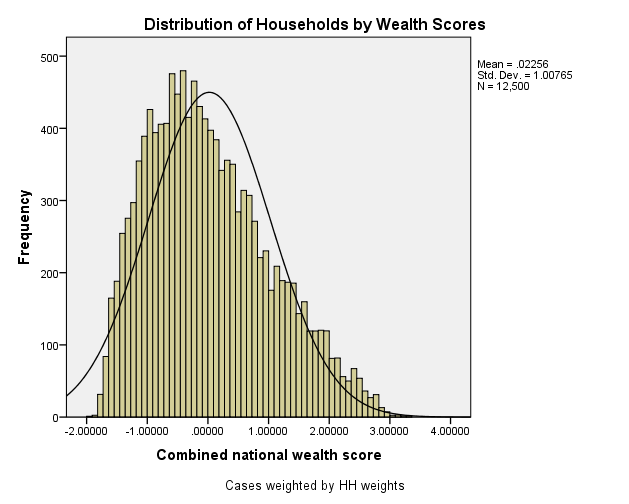 Distribution of Households by Wealth Scores
Mean = .02256
Std. Dev. = 1.00765
N = 12,500
500
400
300
200
100
0
Frequency
-2.00000 -1.00000 .00000 1.00000 2.00000 3.00000 4.00000
Combined national wealth score
Cases weighted by HH weights